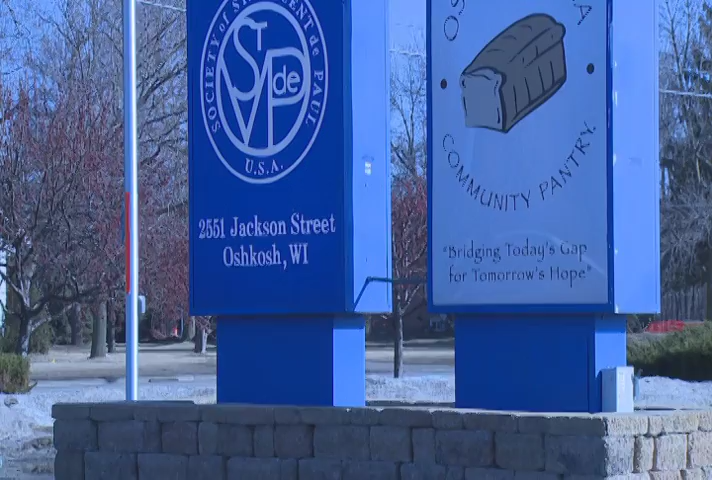 SOCIETY of ST. VINCENT de PAUL
ST
V de
P
U.S.A.
2551 Jackson Street
Oshkosh, WI
COMMUNITY PANTRY.
"Bridging Today's Gap
for Tomorrow's Hope"